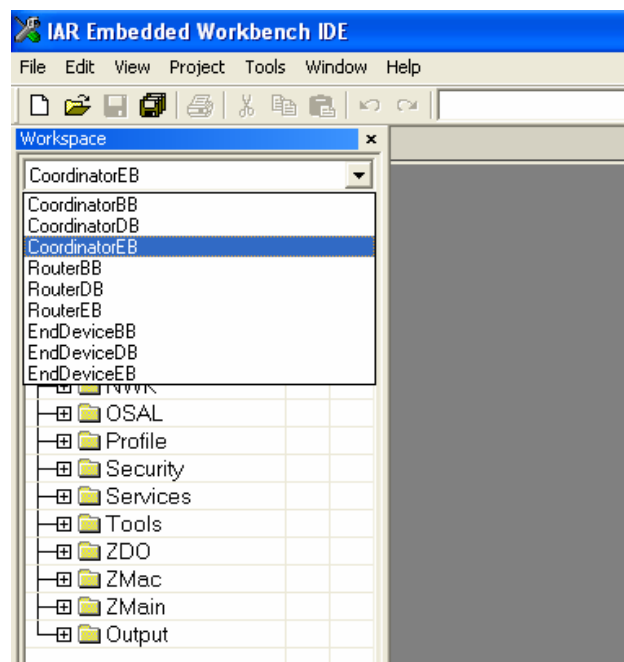 IAR Embedded Workbench IDE
File Edit View Project Tools Window Help
Workspace
CoordinatorEB
CoordinatorBB
CoordinatorDB
CoordinatorEB
RouterBB
RouterDB
RouterEB
EndDeviceBB
EndDeviceDB
EndDeviceEB
NWK
OSAL
Profile
Security
Services
Tools
ZDO
ZMac
ZMain
Output